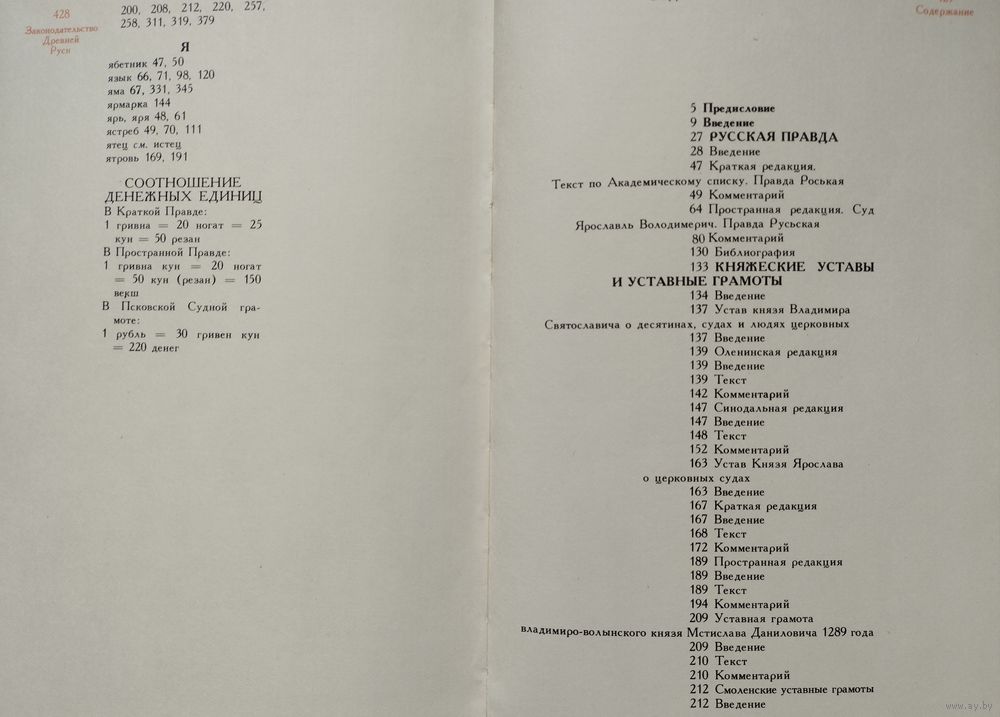 428
Законодательство
Древней
Руси
200, 208, 212, 220, 257,
258, 311, 319, 379
Я
ябетник 47, 50
язык 66, 71, 98, 120
яма 67, 331, 345
ярмарка 144
ярь, яря 48, 61
ястреб 49, 70, 111
ятец см. истец
ятровь 169, 191
СООТНОШЕНИЕ
ДЕНЕЖНЫХ ЕДИНИЦ
В Краткой Правде:
1 гривна = 20 ногат = 25
кун = 50 резан
В Пространной Правде:
1 гривна кун = 20 ногат
= 50 кун (резан) = 150
векш
В Псковской Судной гра-
моте:
1 рубль = 30 гривен кун
= 220 денег
Содержание
5 Предисловие
9 Введение
27 РУССКАЯ ПРАВДА
28 Введение
47 Краткая редакция.
Текст по Академическому списку. Правда Роськая
49 Комментарий
64 Пространная редакция. Суд
Ярославль Володимерич. Правда Русьская
80 Комментарий
130 Библиография
133 КНЯЖЕСКИЕ УСТАВЫ
И УСТАВНЫЕ ГРАМОТЫ
134 Введение
137 Устав князя Владимира
Святославича о десятинах, судах и людях церковных
137 Введение
139 Оленинская редакция
139 Введение
139 Текст
142 Комментарий
147 Синодальная редакция
147 Введение
148 Текст
152 Комментарий
163 Устав Князя Ярослава
о церковных судах
163 Введение
167 Краткая редакция
167 Введение
168 Текст
172 Комментарий
189 Пространная редакция
189 Введение
189 Текст
194 Комментарий
209 Уставная грамота
владимиро-волынского князя Мстислава Даниловича 1289 года
209 Введение
210 Текст
210 Комментарий
212 Смоленские уставные грамоты
212 Введение
www.ay.by